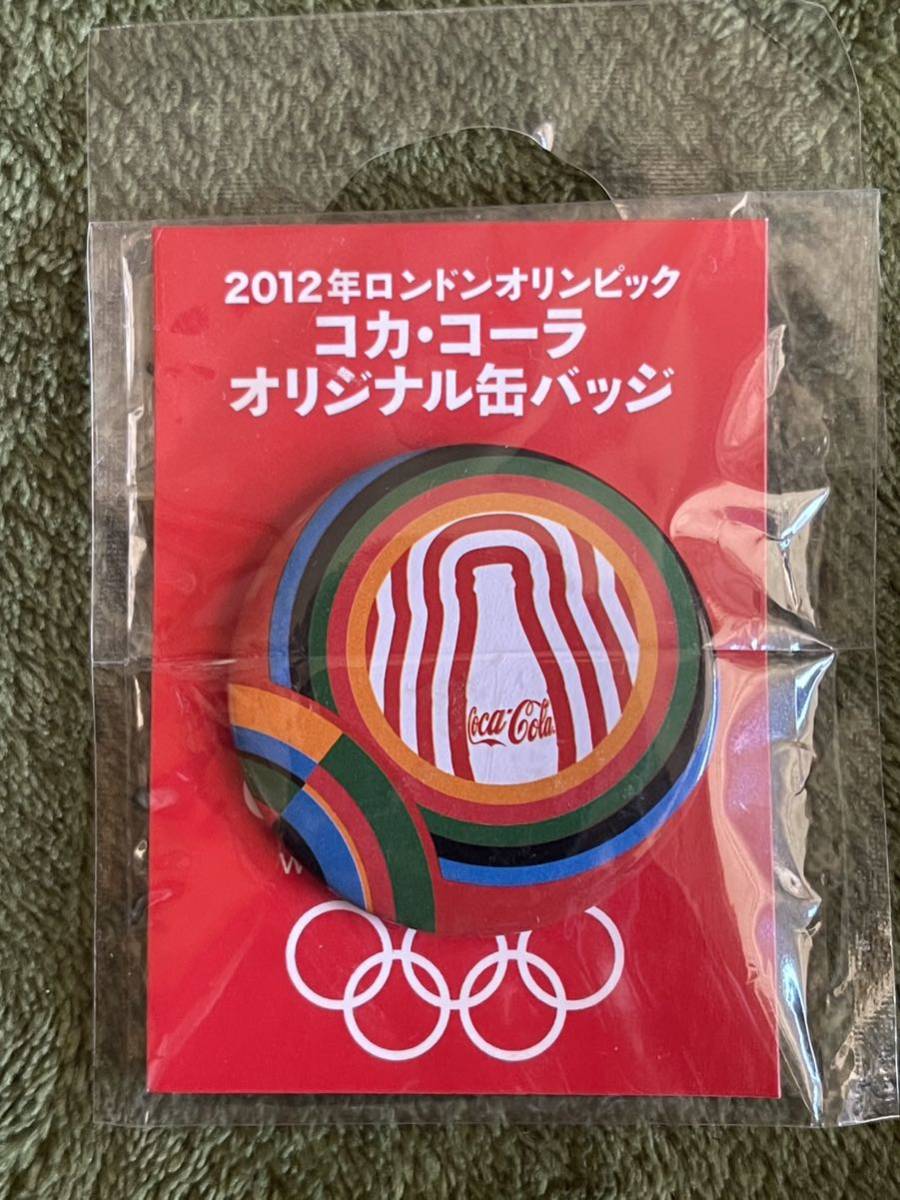 2012年ロンドンオリンピック
コカ・コーラ
オリジナル缶バッジ
Coca-Cola